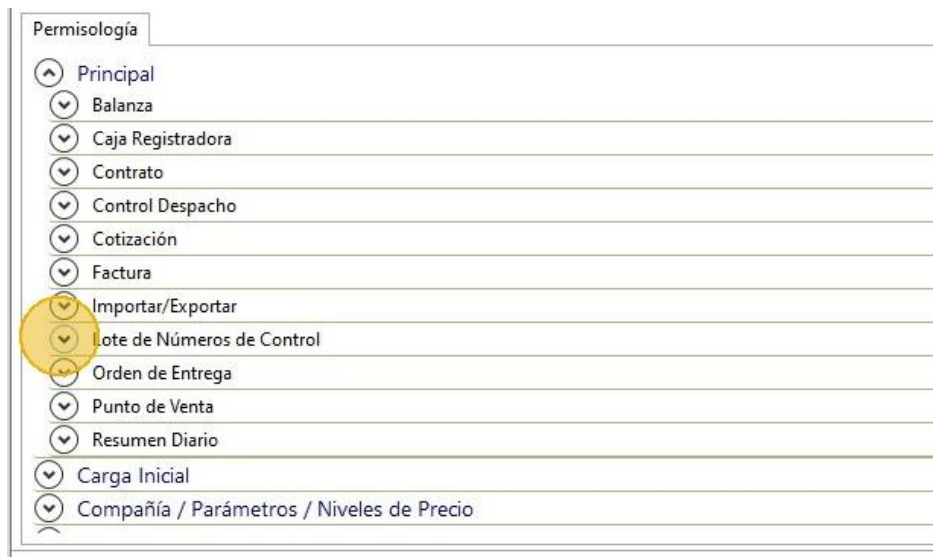 Permisología
Principal
Balanza
Caja Registradora
Contrato
Control Despacho
Cotización
Factura
Importar/Exportar
Lote de Números de Control
Orden de Entrega
Punto de Venta
Resumen Diario
Carga Inicial
Compañía / Parámetros / Niveles de Precio